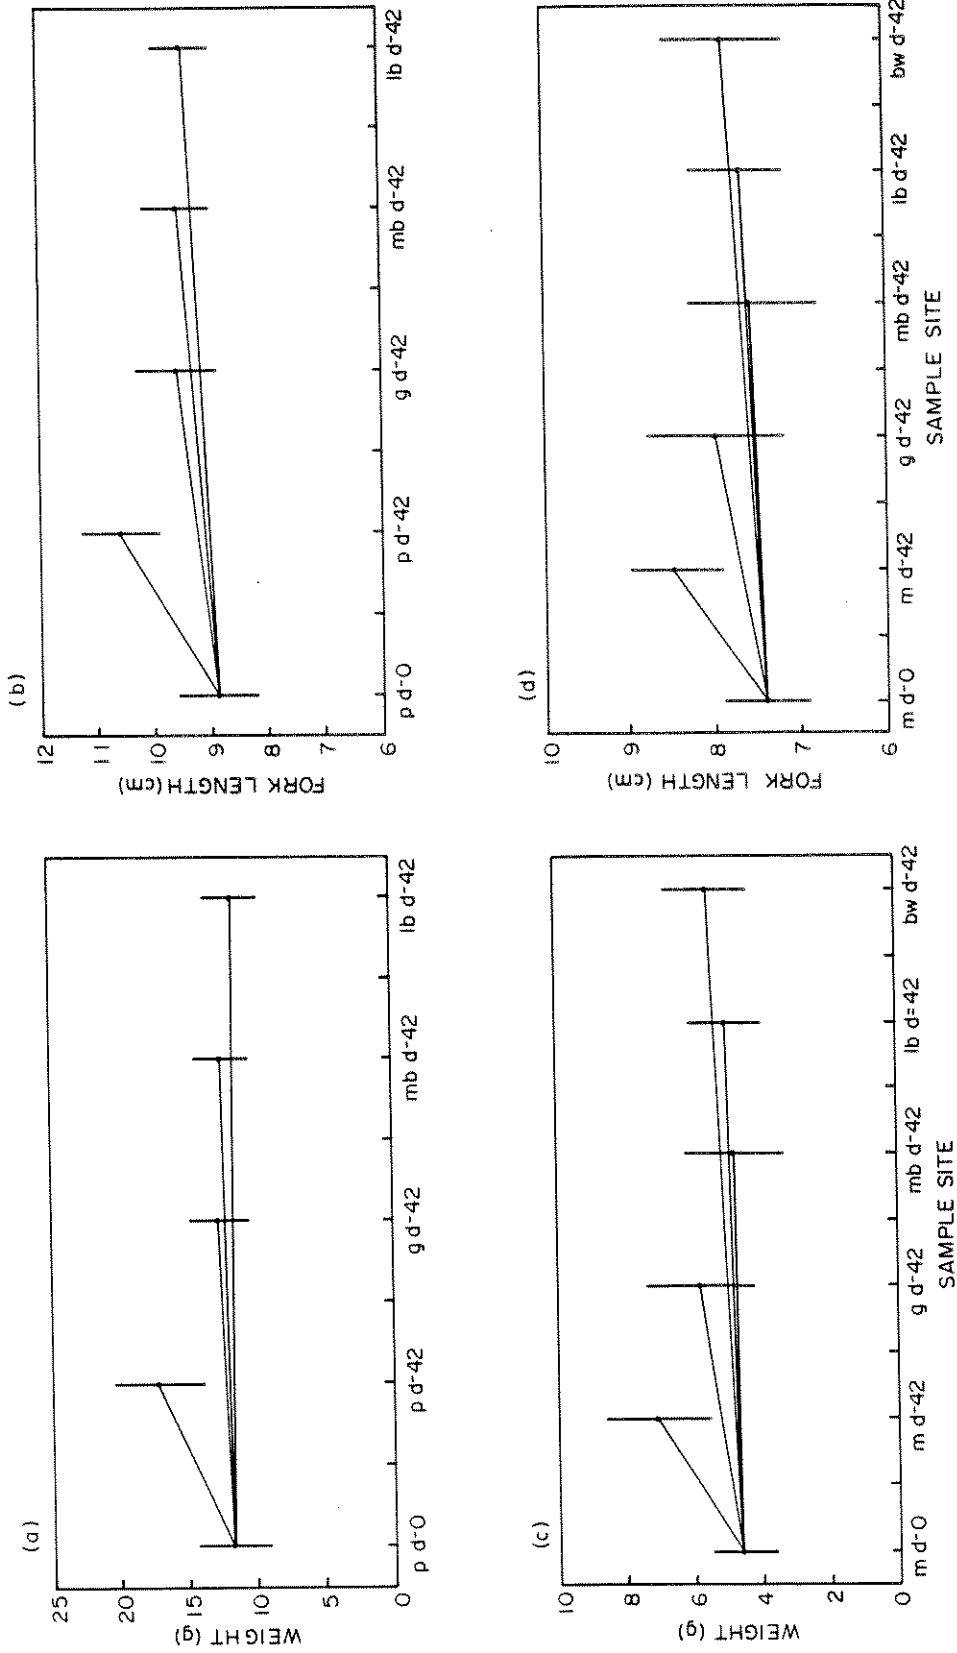 (a)
WEIGHT (g)
25
20
15
10
5
0
p d-0 p d-42 g d-42 mb d-42 lb d-42
(b)
FORK LENGTH (cm)
12
11
10
9
8
7
6
p d-0 p d-42 g d-42 mb d-42 lb d-42
(c)
WEIGHT (g)
10
8
6
4
2
0
m d-0 m d-42 g d-42 mb d-42 lb d=42 bw d-42
SAMPLE SITE
(d)
FORK LENGTH (cm)
10
9
8
7
6
m d-0 m d-42 g d-42 mb d-42 lb d-42 bw d-42
SAMPLE SITE